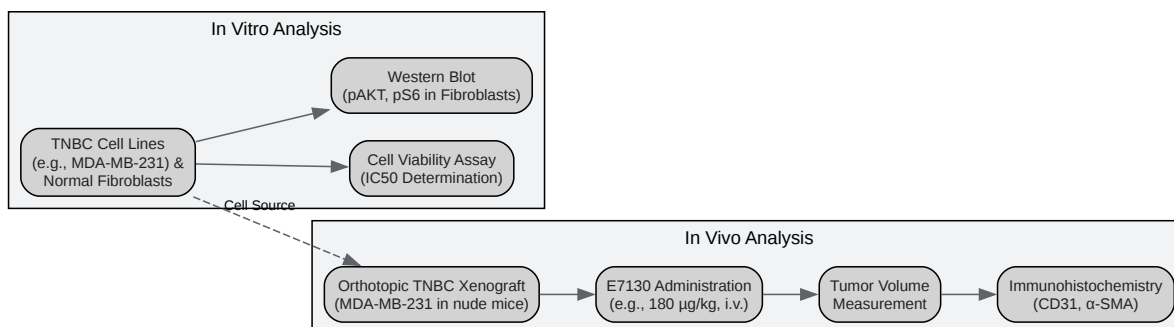 In Vitro Analysis
Western Blot
(pAKT, pS6 in Fibroblasts)
TNBC Cell Lines
(e.g., MDA-MB-231) &
Normal Fibroblasts
Cell Viability Assay
(IC50 Determination)
Cell Source
In Vivo Analysis
Orthotopic TNBC Xenograft
(MDA-MB-231 in nude mice)
E7130 Administration
(e.g., 180 µg/kg, i.v.)
Tumor Volume
Measurement
Immunohistochemistry
(CD31, α-SMA)